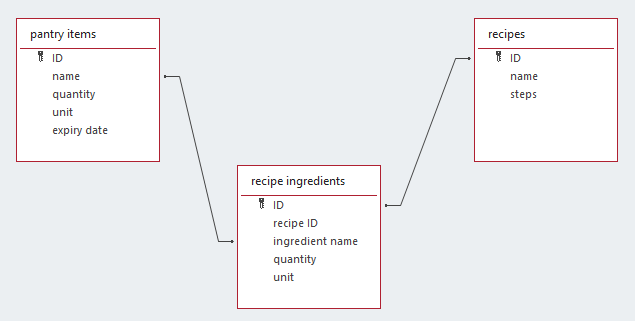 pantry items
ID
name
quantity
unit
expiry date
recipes
ID
name
steps
recipe ingredients
ID
recipe ID
ingredient name
quantity
unit